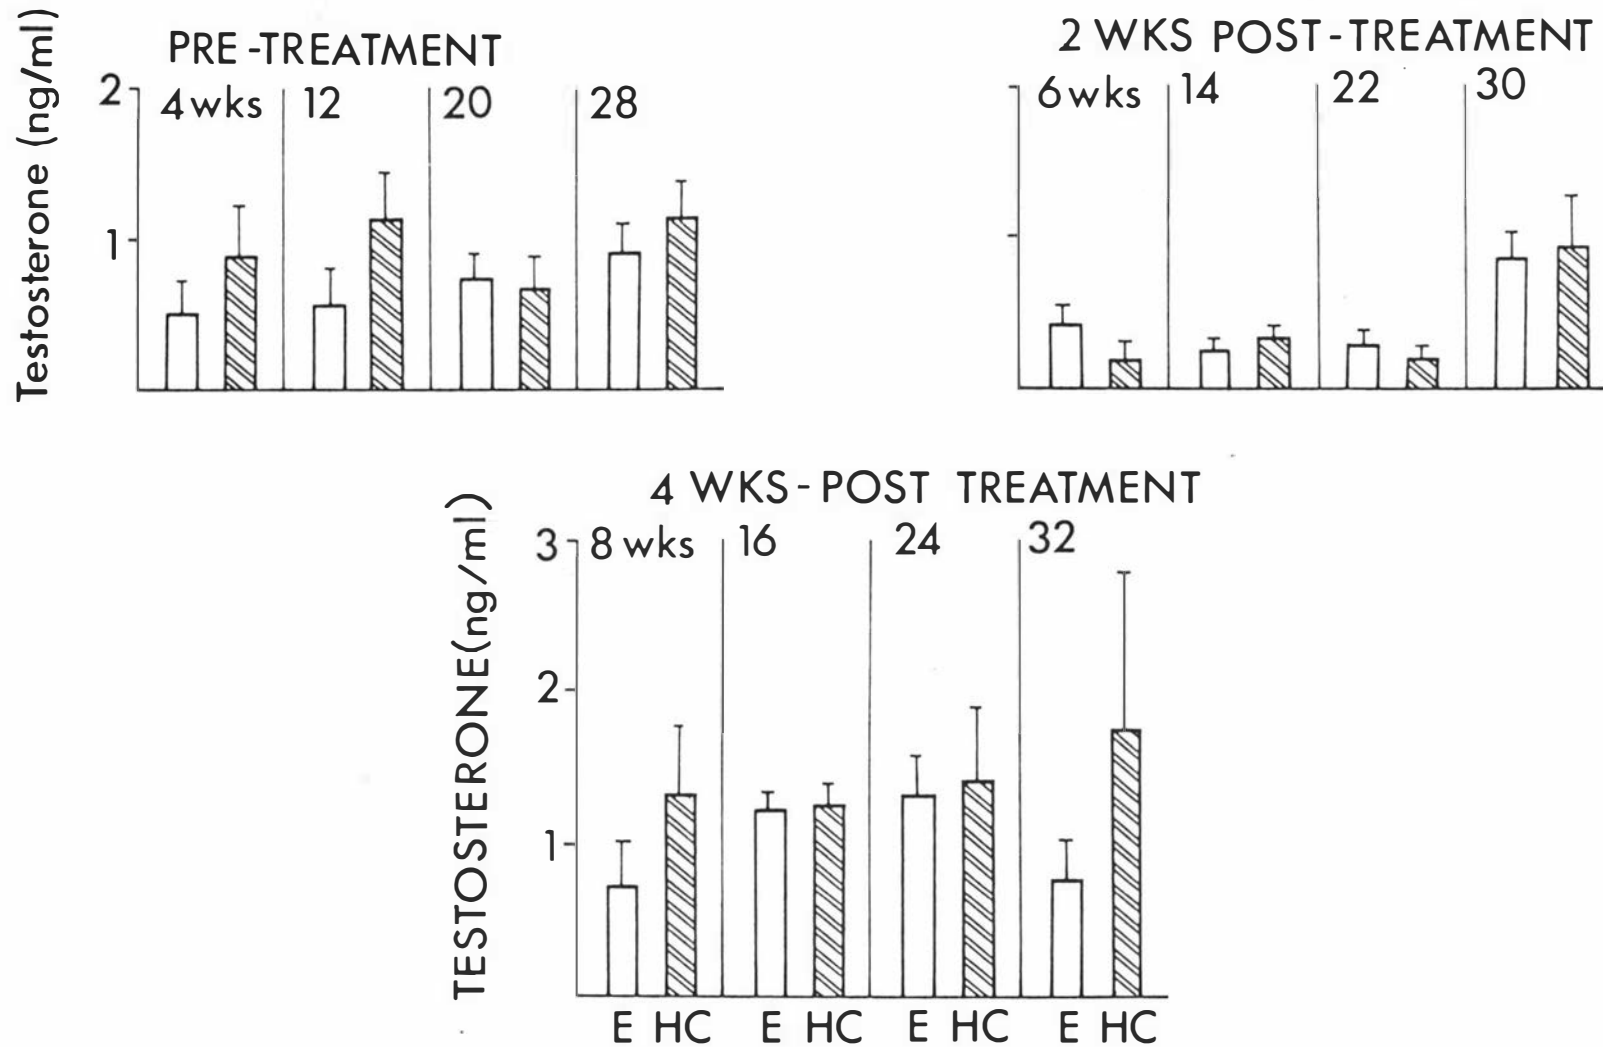 PRE-TREATMENT
Testosterone (ng/ml)
2
1
4 wks
12
20
28
2 WKS POST-TREATMENT
6 wks
14
22
30
4 WKS-POST TREATMENT
TESTOSTERONE(ng/ml)
3
2
1
8 wks
16
24
32
E HC E HC E HC E HC